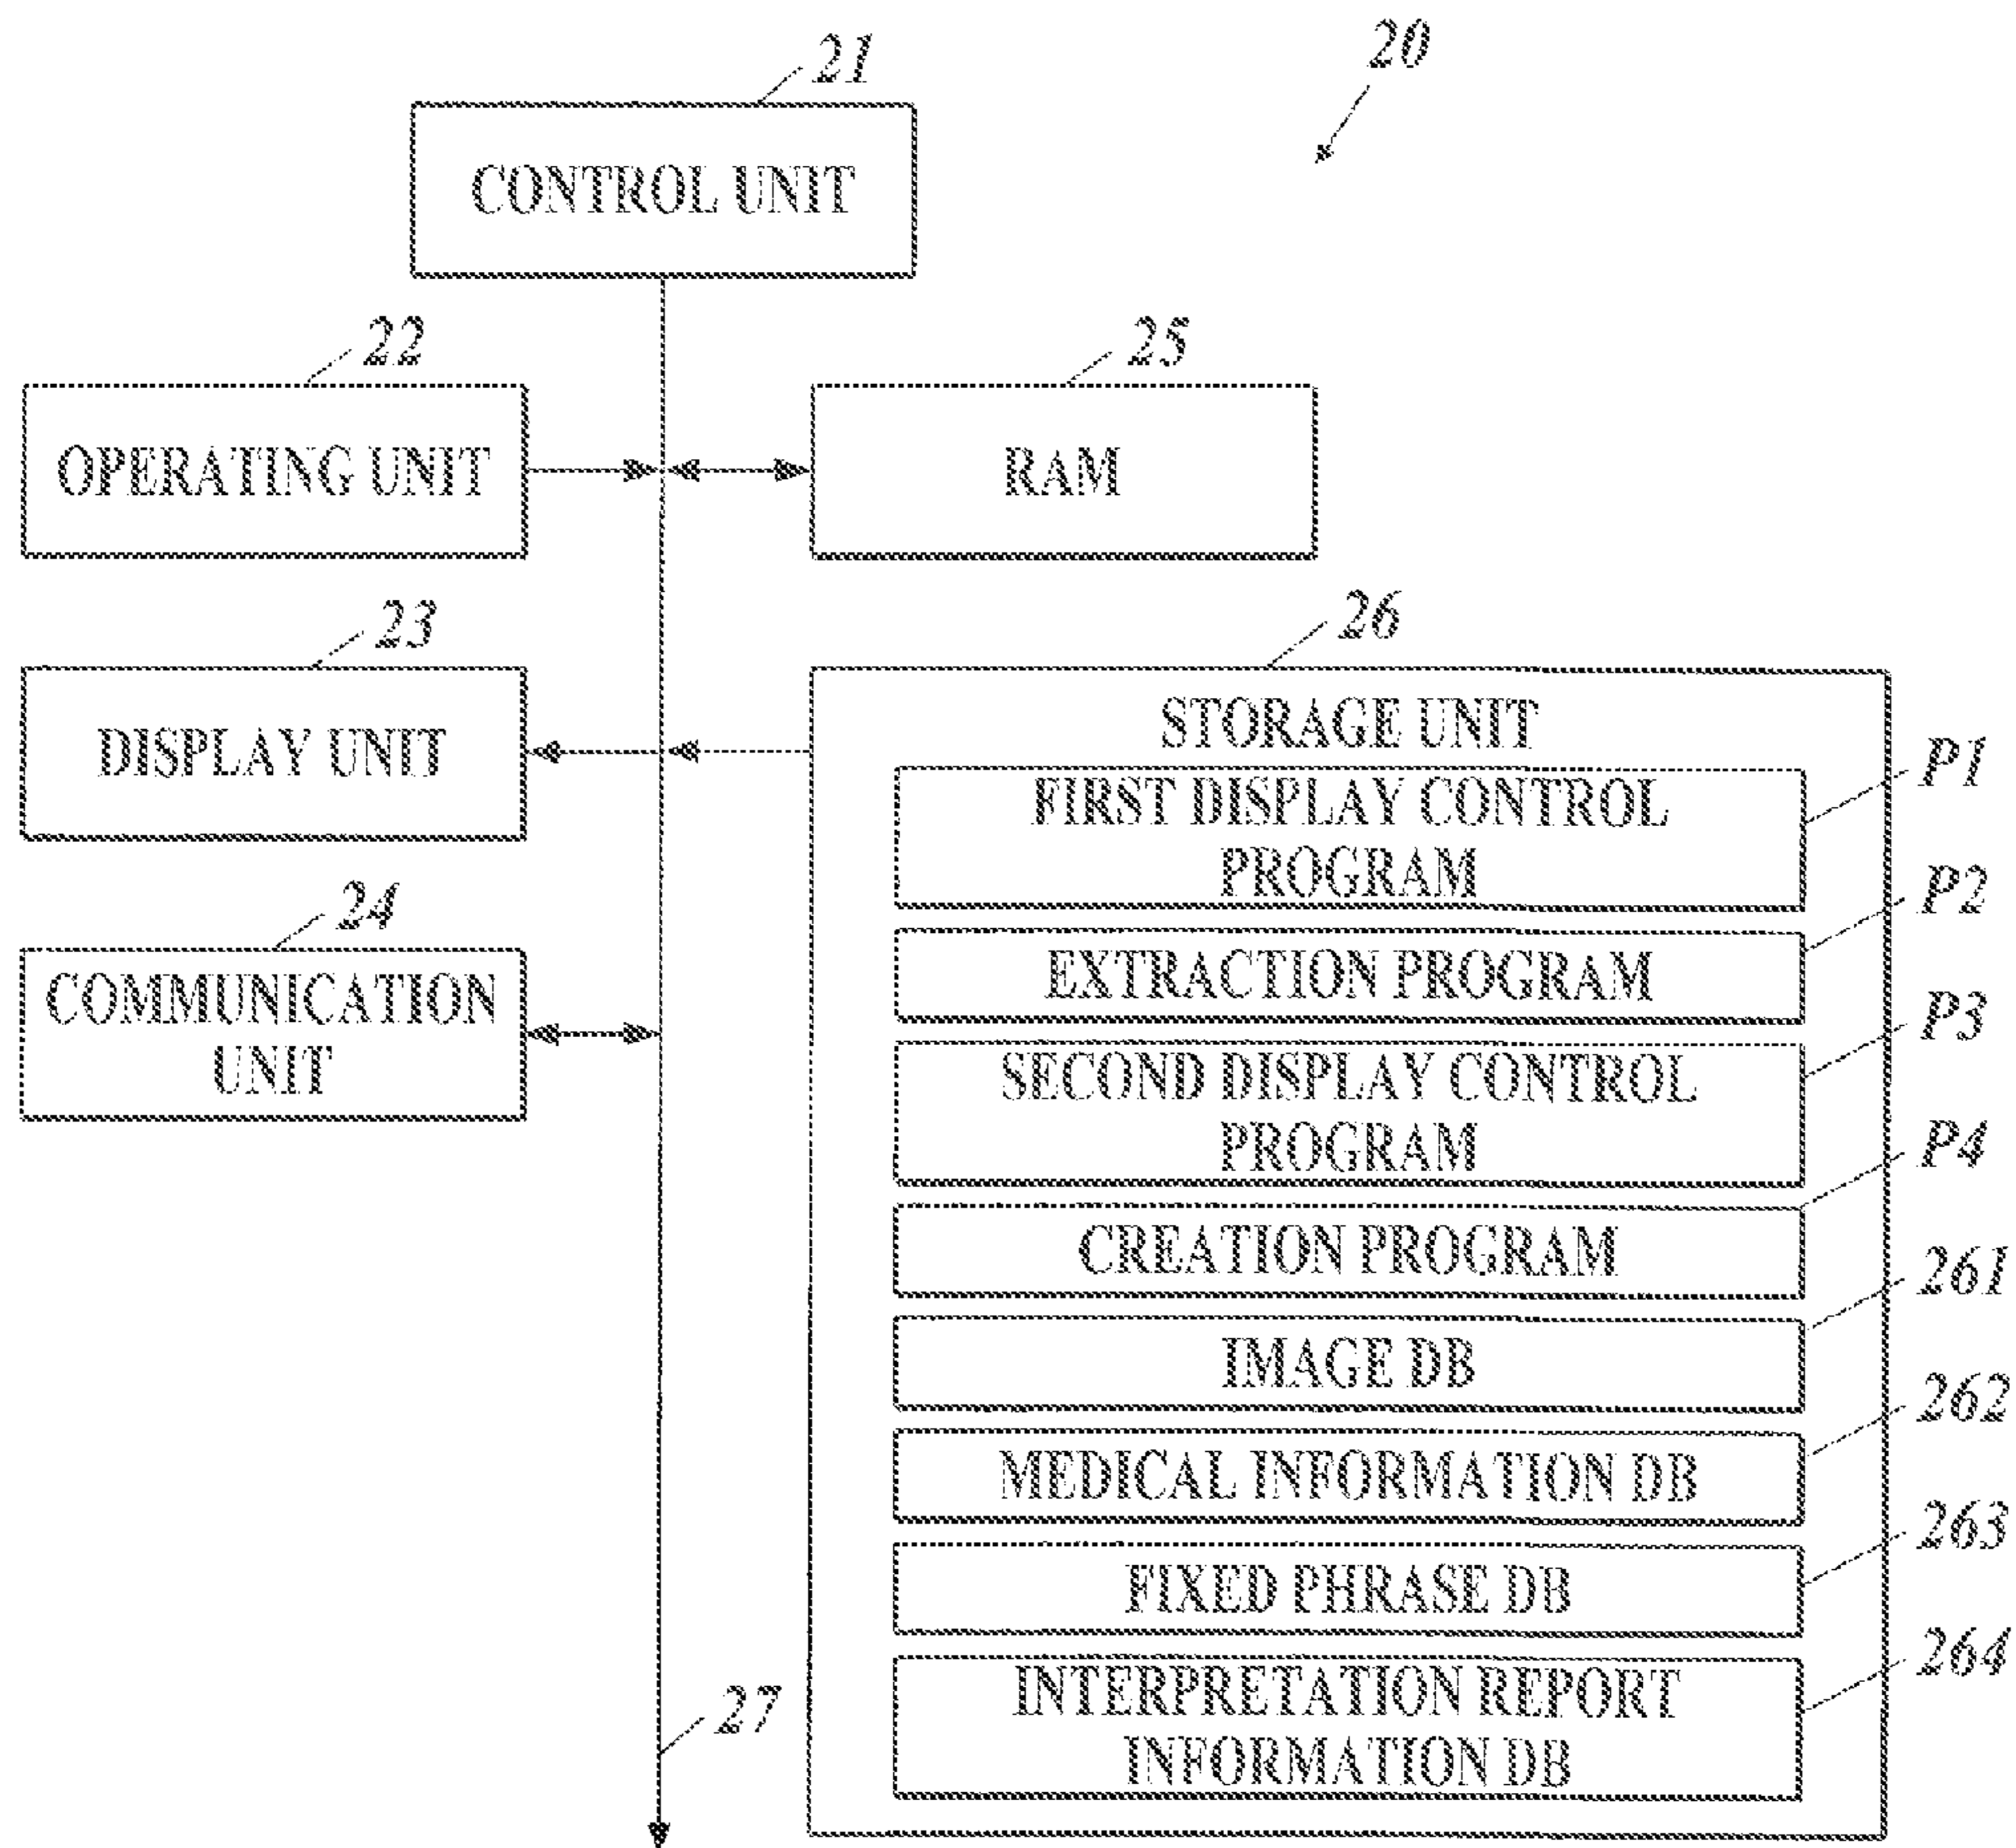 20
21
CONTROL UNIT
22
OPERATING UNIT
25
RAM
23
DISPLAY UNIT
24
COMMUNICATION
UNIT
26
STORAGE UNIT
P1
FIRST DISPLAY CONTROL
PROGRAM
P2
EXTRACTION PROGRAM
P3
SECOND DISPLAY CONTROL
PROGRAM
P4
CREATION PROGRAM
261
IMAGE DB
262
MEDICAL INFORMATION DB
263
FIXED PHRASE DB
264
INTERPRETATION REPORT
INFORMATION DB
27